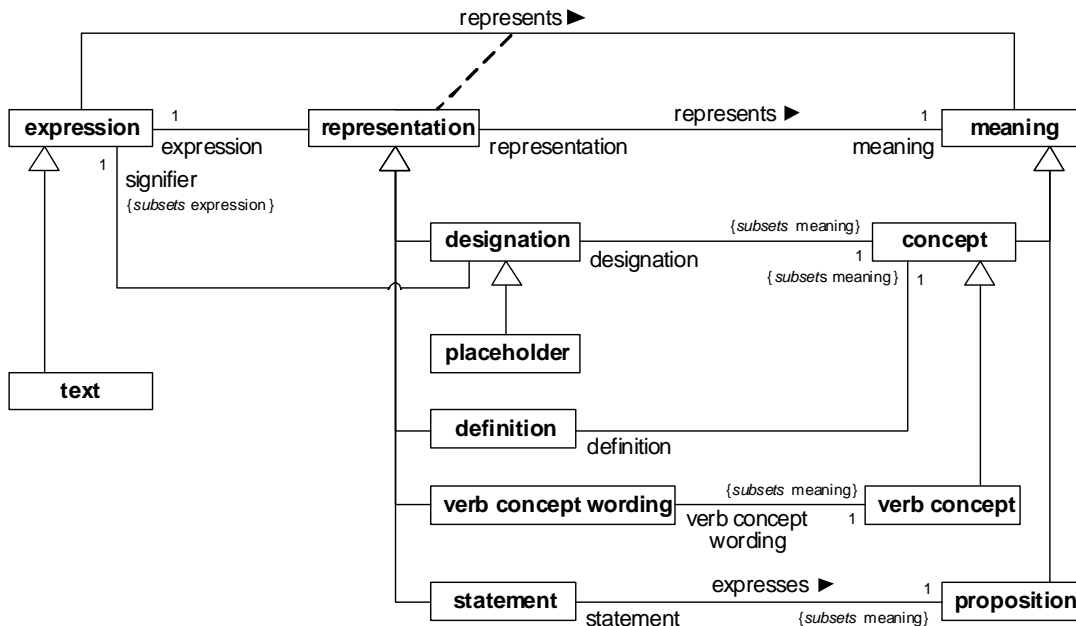 represents ►
expression
1
representation
represents ►
1
meaning
expression
representation
meaning
1
signifier
{subsets expression}
designation
{subsets meaning}
concept
designation
1
{subsets meaning}
1
placeholder
text
definition
definition
verb concept wording
{subsets meaning}
verb concept
verb concept
wording
1
statement
expresses ►
1
proposition
statement
{subsets meaning}